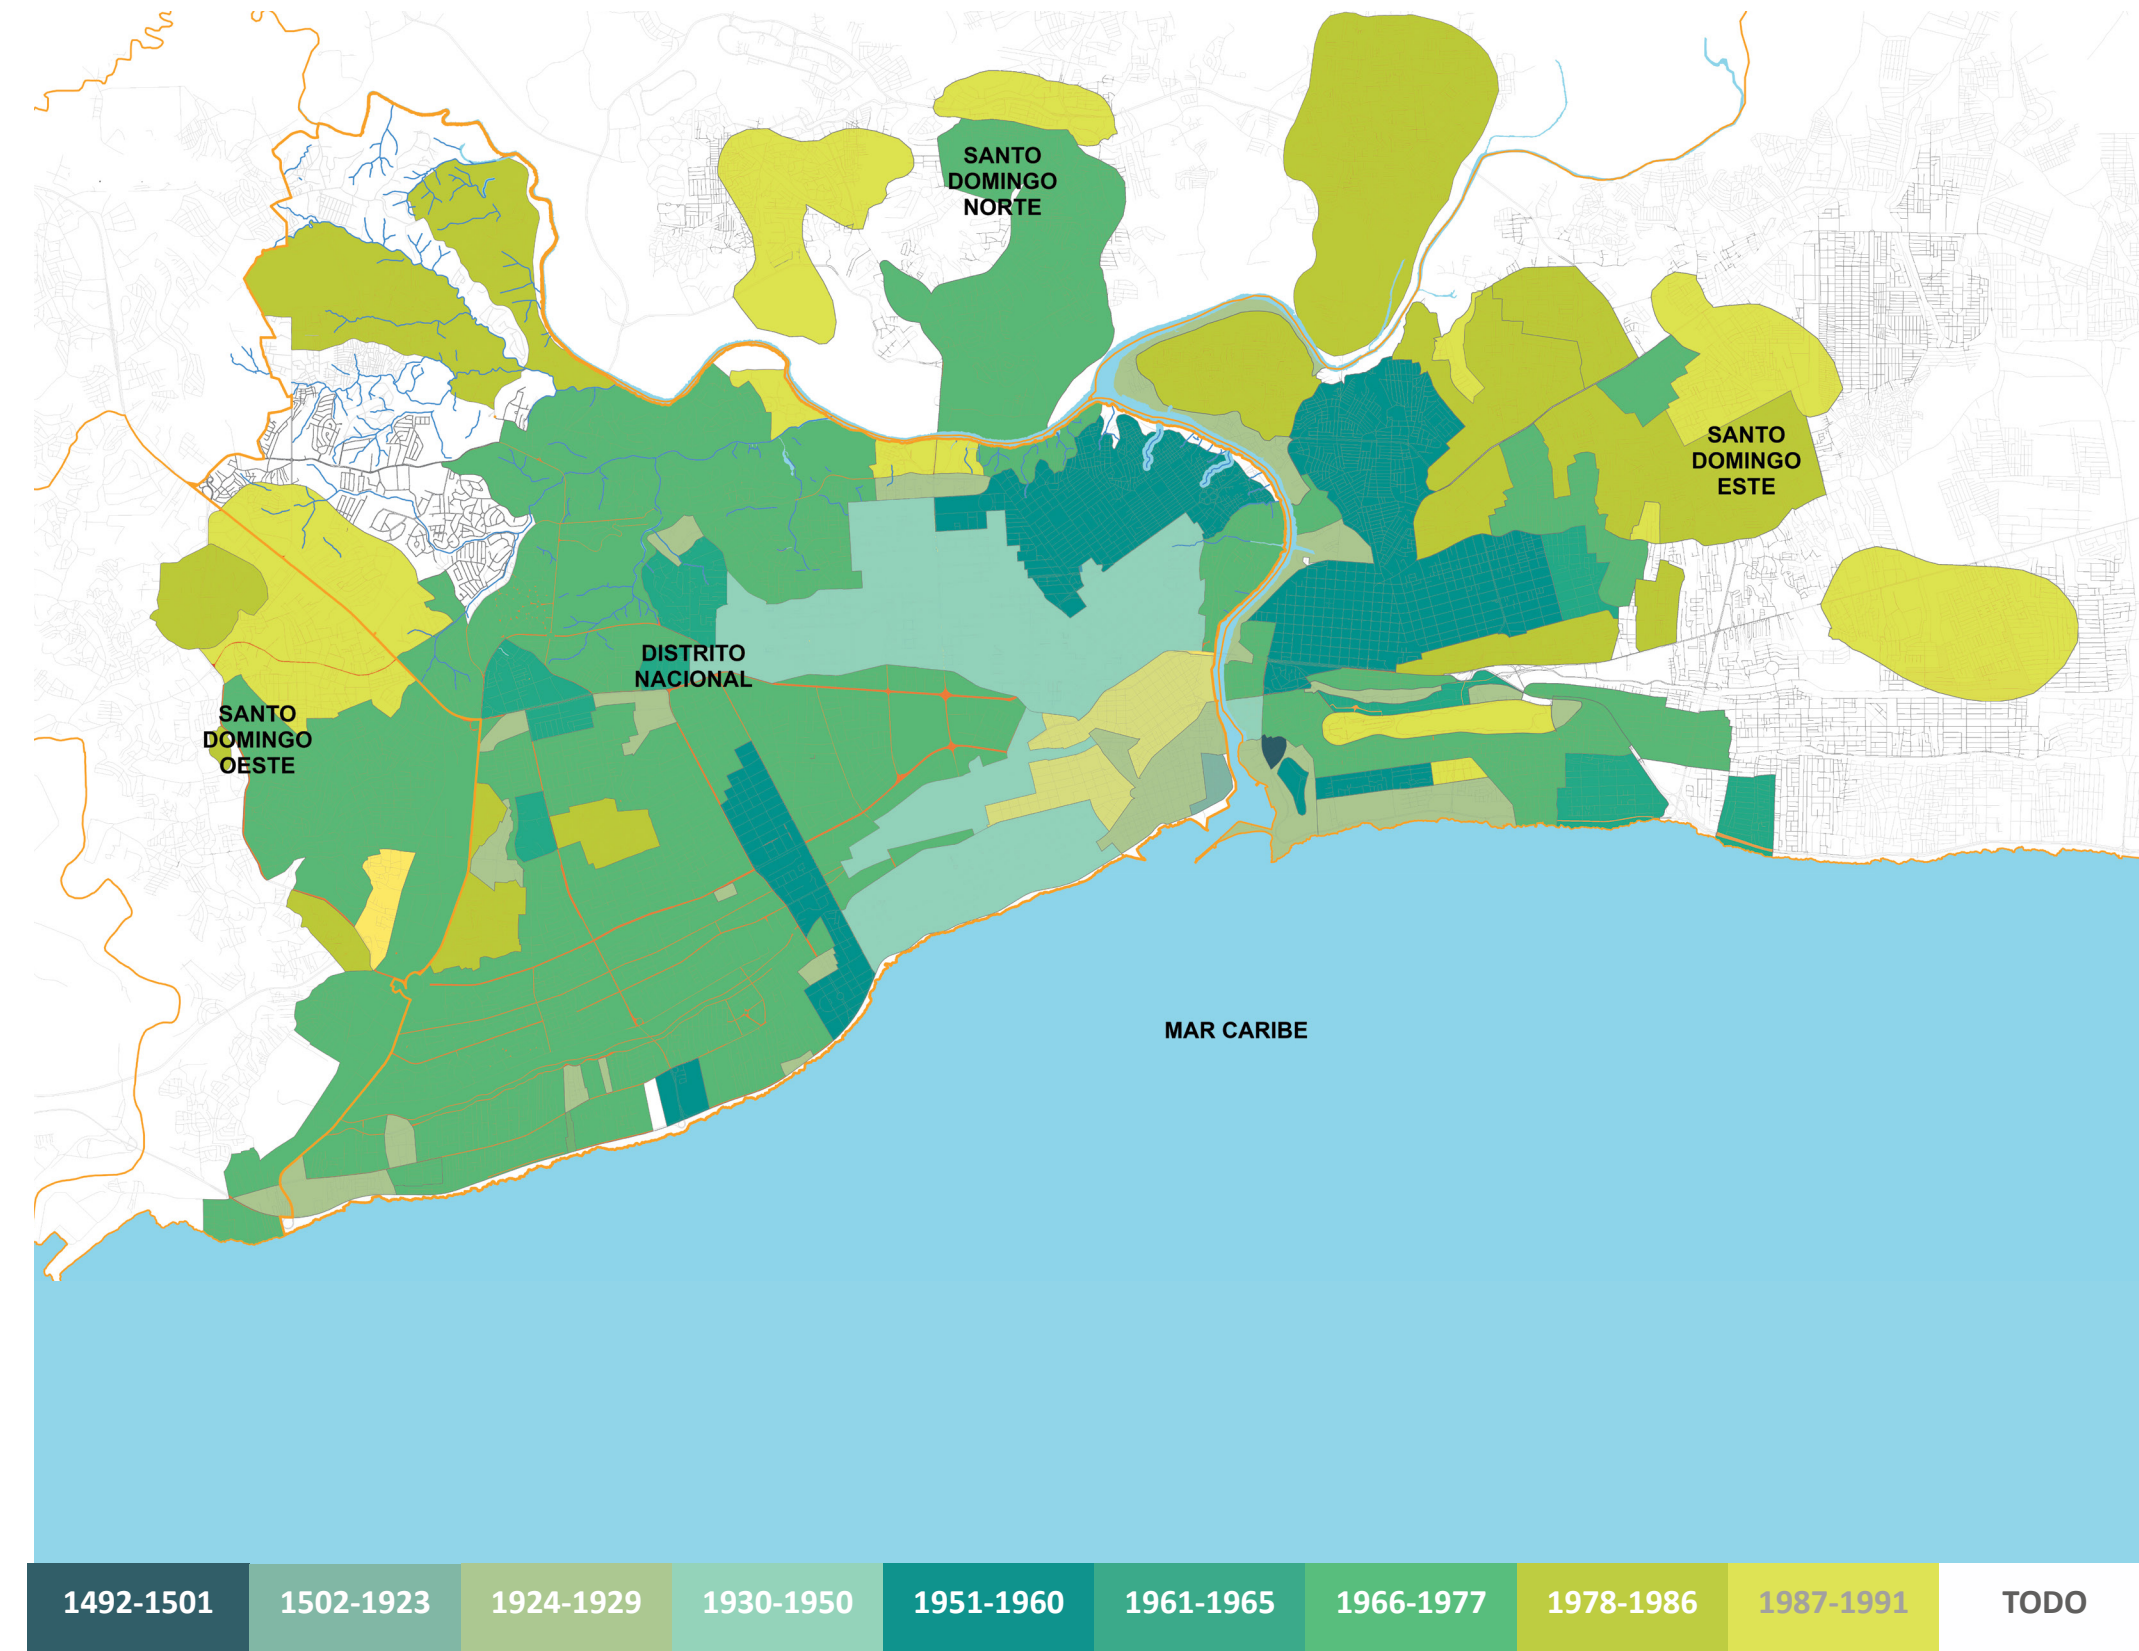 SANTO
DOMINGO
NORTE
SANTO
DOMINGO
ESTE
DISTRITO
NACIONAL
SANTO
DOMINGO
OESTE
MAR CARIBE
1492-1501 1502-1923 1924-1929 1930-1950 1951-1960 1961-1965 1966-1977 1978-1986 1987-1991 TODO